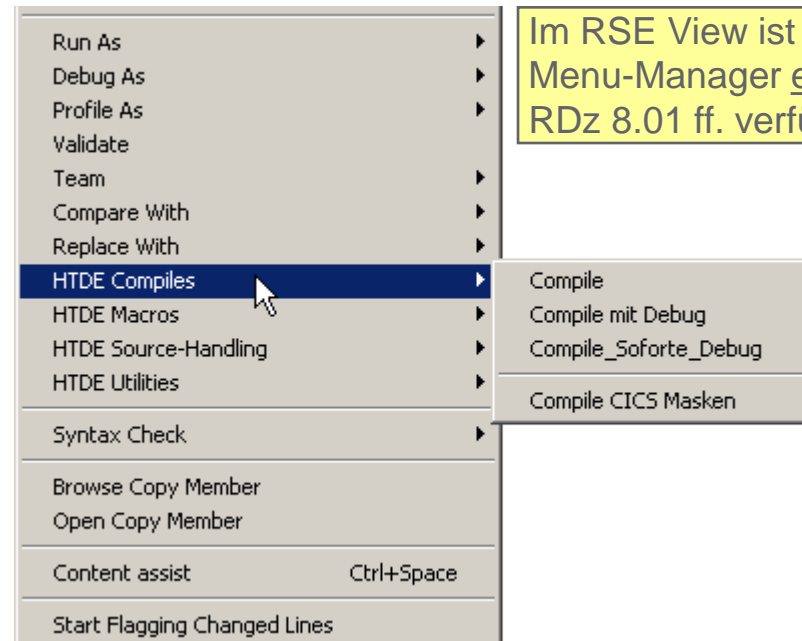 Im RSE View ist
Menu-Manager
RDz 8.01 ff.
Run As
Debug As
Profile As
Validate
Team
Compare With
Replace With
HTDE Compiles
HTDE Macros
HTDE Source-Handling
HTDE Utilities
Syntax Check
Browse Copy Member
Open Copy Member
Content assist Ctrl+Space
Start Flagging Changed Lines
Compile
Compile mit Debug
Compile_Soforte_Debug
Compile CICS Masken